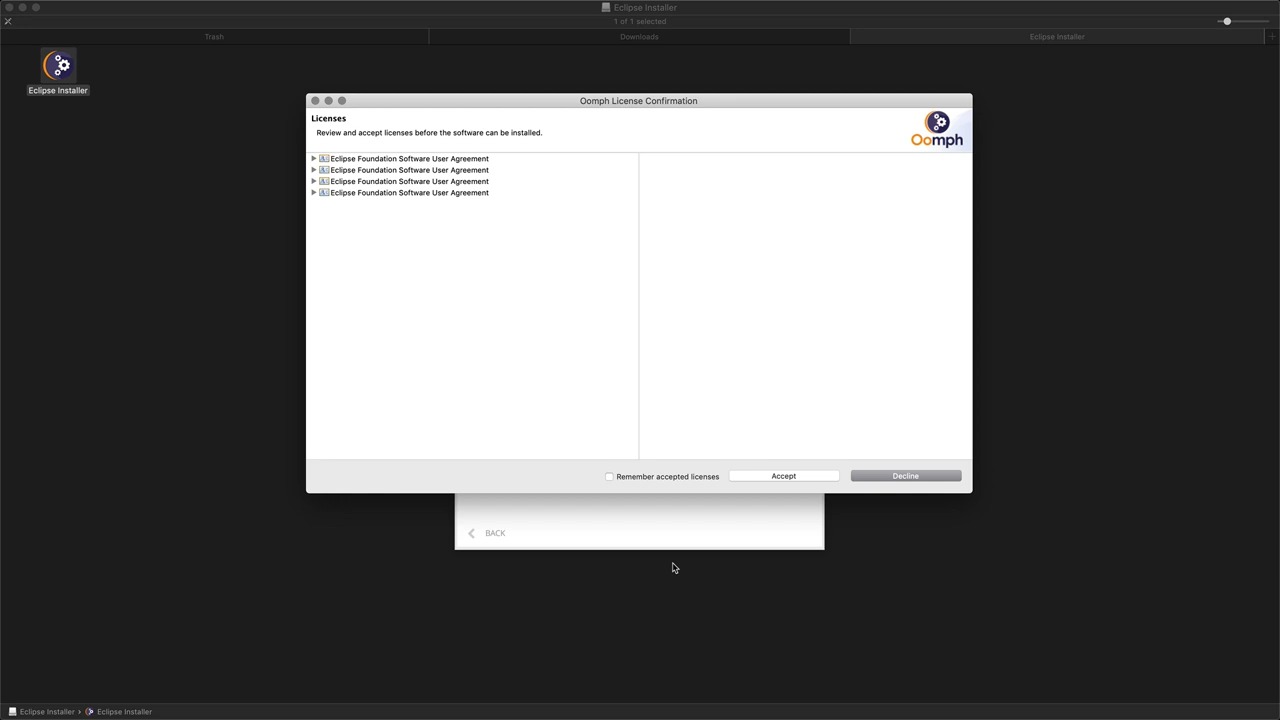 Eclipse Installer
1 of 1 selected
Trash
Downloads
Eclipse Installer
+
Eclipse Installer
Oomph License Confirmation
Licenses
Review and accept licenses before the software can be installed.
Oomph
Eclipse Foundation Software User Agreement
Eclipse Foundation Software User Agreement
Eclipse Foundation Software User Agreement
Eclipse Foundation Software User Agreement
Remember accepted licenses
Accept
Decline
BACK
Eclipse Installer › Eclipse Installer